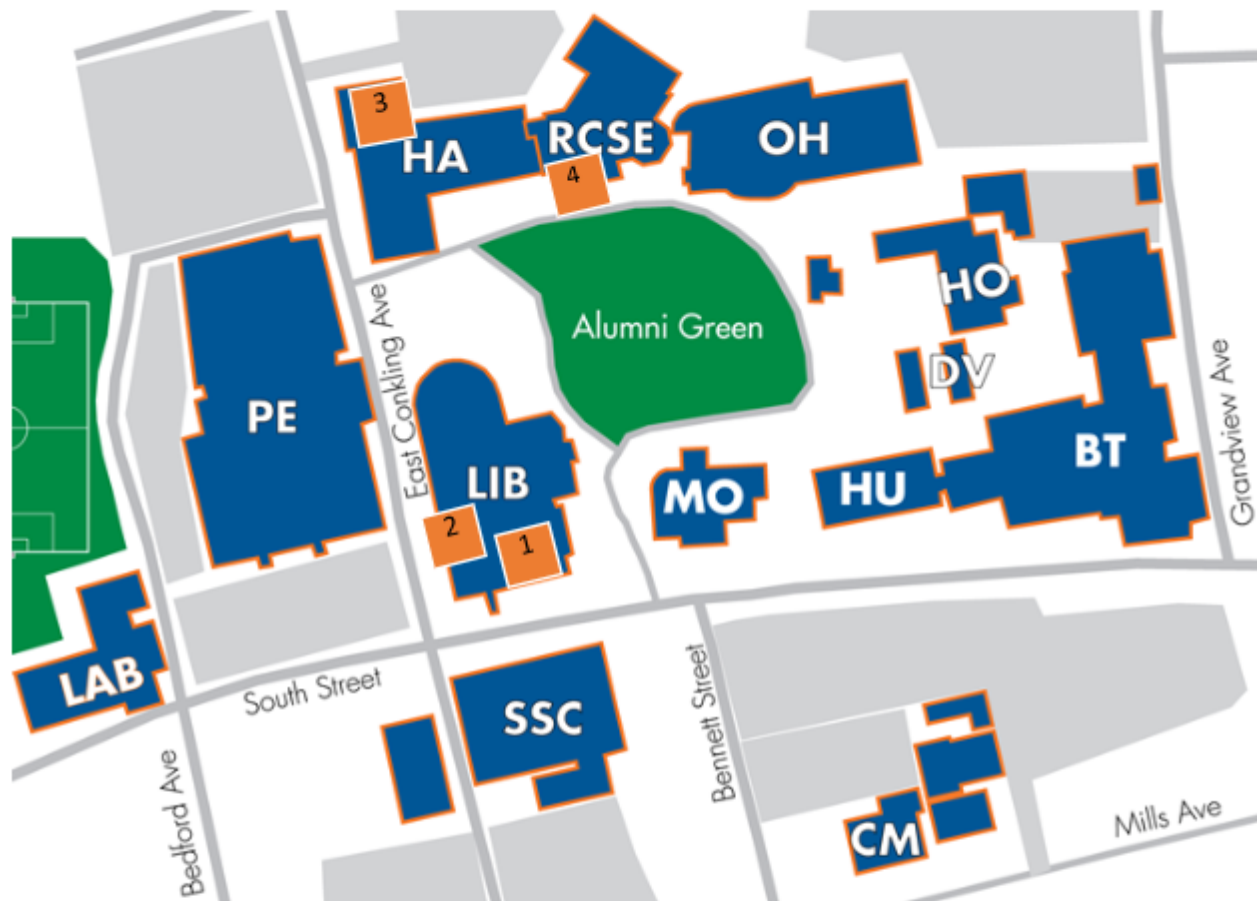 3
HA
RCSE
4
OH
HO
Alumni Green
DV
PE
East Conkling Ave
LIB
2
1
MO
HU
BT
Grandview Ave
LAB
South Street
SSC
Bennett Street
Bedford Ave
CM
Mills Ave